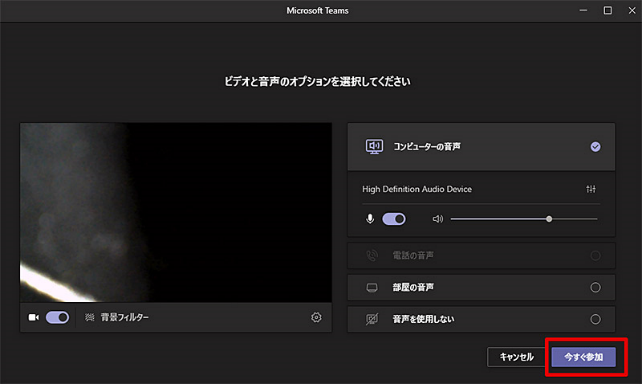 Microsoft Teams
ビデオと音声のオプションを選択してください
コンピューターの音声
High Definition Audio Device
電話の音声
部屋の音声
音声を使用しない
背景フィルター
キャンセル
今すぐ参加